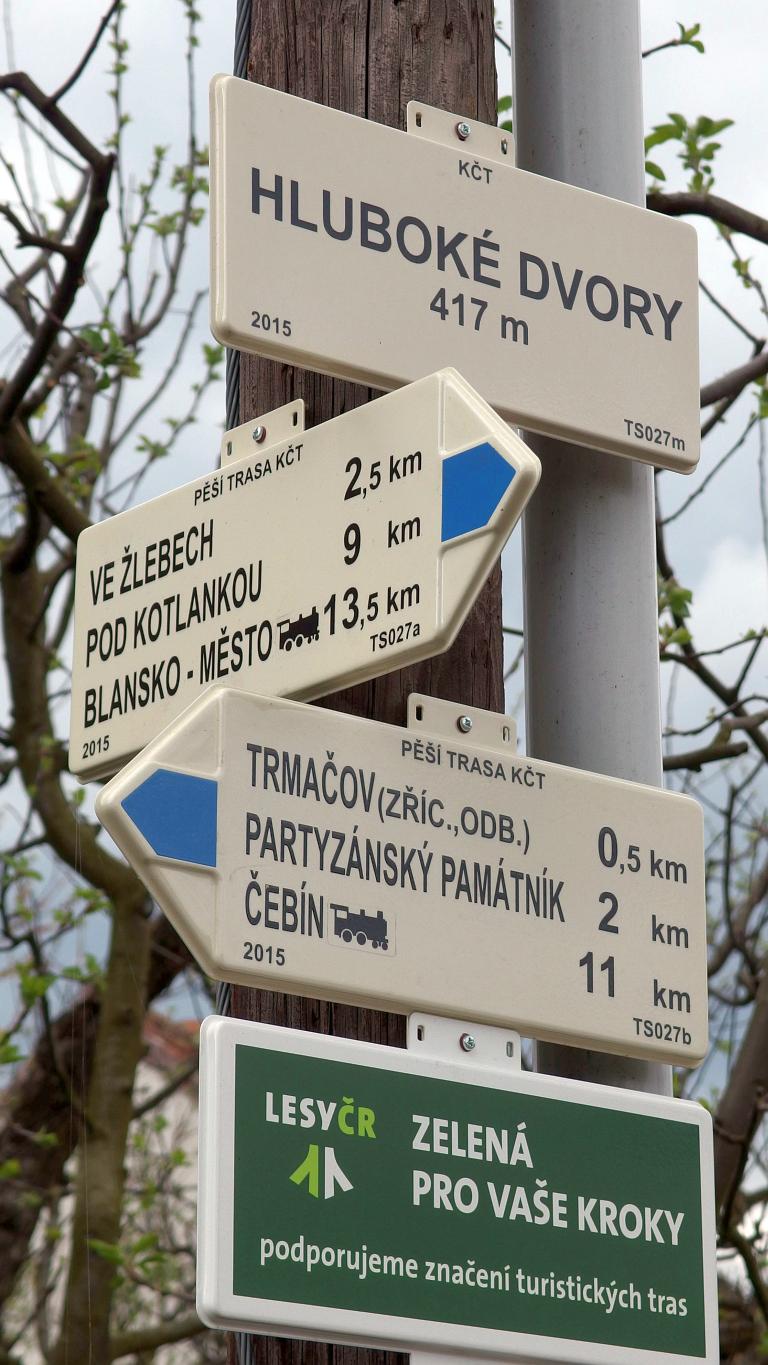 KČT
HLUBOKÉ DVORY
417 m
2015
TS027m
PĚŠÍ TRASA KČT
VE ŽLEBECH 2,5 km
POD KOTLANKOU 9 km
BLANSKO - MĚSTO 13,5 km
2015 TS027a
PĚŠÍ TRASA KČT
TRMAČOV (ZŘÍC.,ODB.) 0,5 km
PARTYZÁNSKÝ PAMÁTNÍK 2 km
ČEBÍN 11 km
2015 TS027b
LESYČR
ZELENÁ
PRO VAŠE KROKY
podporujeme značení turistických tras